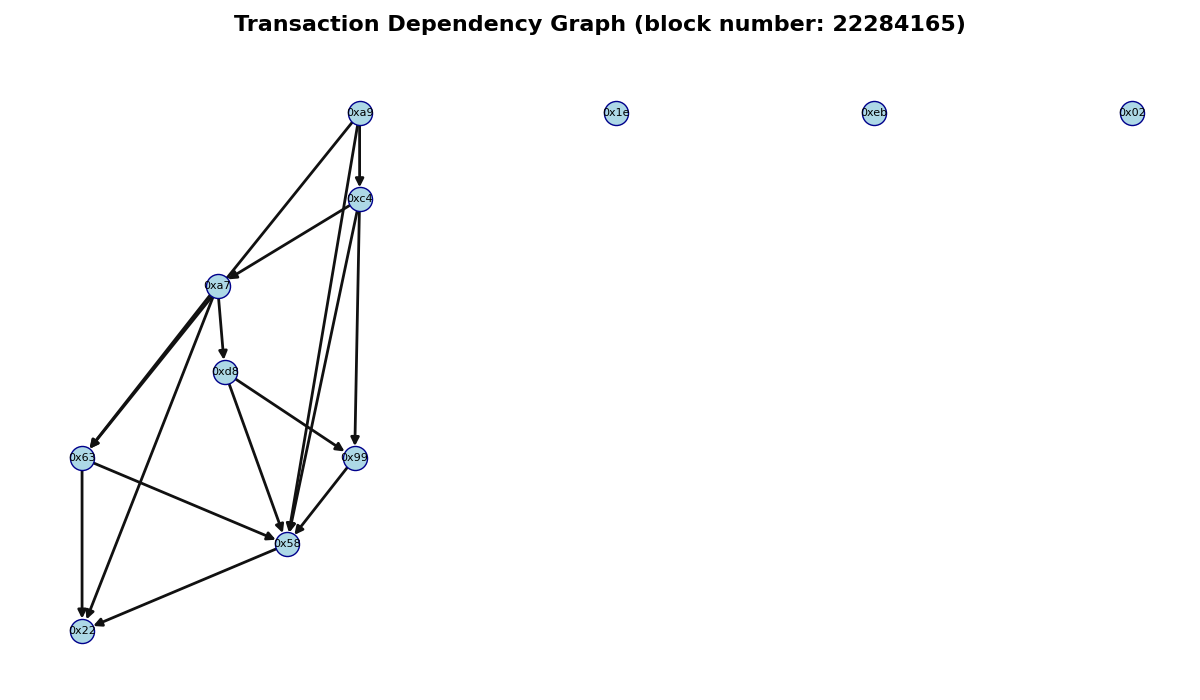 Transaction Dependency Graph (block number: 22284165)
0xa9
0x1e
0xeb
0x02
0xc4
0xa7
0xd8
0x63
0x99
0x58
0x22